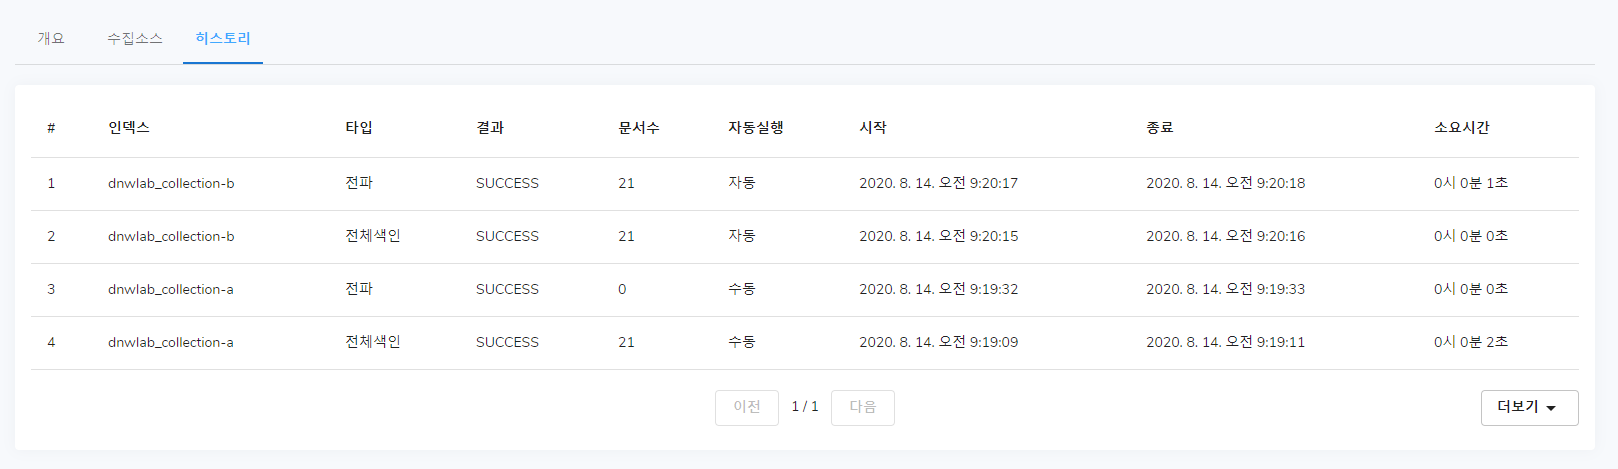 개요 수집소스 히스토리
# 인덱스 타입 결과 문서수 자동실행 시작 종료 소요시간
1 dnwlab_collection-b 전파 SUCCESS 21 자동 2020. 8. 14. 오전 9:20:17 2020. 8. 14. 오전 9:20:18 0시 0분 1초
2 dnwlab_collection-b 전체색인 SUCCESS 21 자동 2020. 8. 14. 오전 9:20:15 2020. 8. 14. 오전 9:20:16 0시 0분 0초
3 dnwlab_collection-a 전파 SUCCESS 0 수동 2020. 8. 14. 오전 9:19:32 2020. 8. 14. 오전 9:19:33 0시 0분 0초
4 dnwlab_collection-a 전체색인 SUCCESS 21 수동 2020. 8. 14. 오전 9:19:09 2020. 8. 14. 오전 9:19:11 0시 0분 2초
이전 1 / 1 다음 더보기